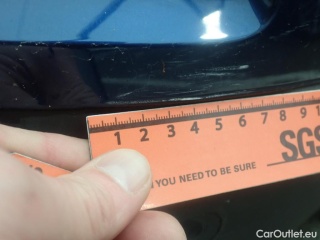 1 2 3 4 5 6 7 8 9
YOU NEED TO BE SURE SGS
CarOutlet.eu